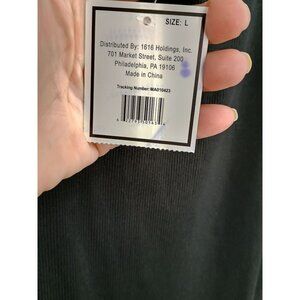 SIZE: L
Distributed By: 1616 Holdings, Inc.
701 Market Street, Suite 200
Philadelphia, PA 19106
Made in China
Tracking Number: MA010423